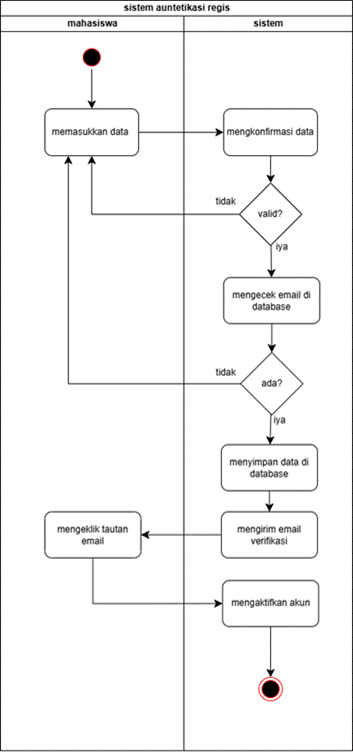 sistem auntetikasi regis
mahasiswa
sistem
memasukkan data
mengkonfirmasi data
tidak
valid?
iya
mengecek email di
database
tidak
ada?
iya
menyimpan data di
database
mengeklik tautan
email
mengirim email
verifikasi
mengaktifkan akun